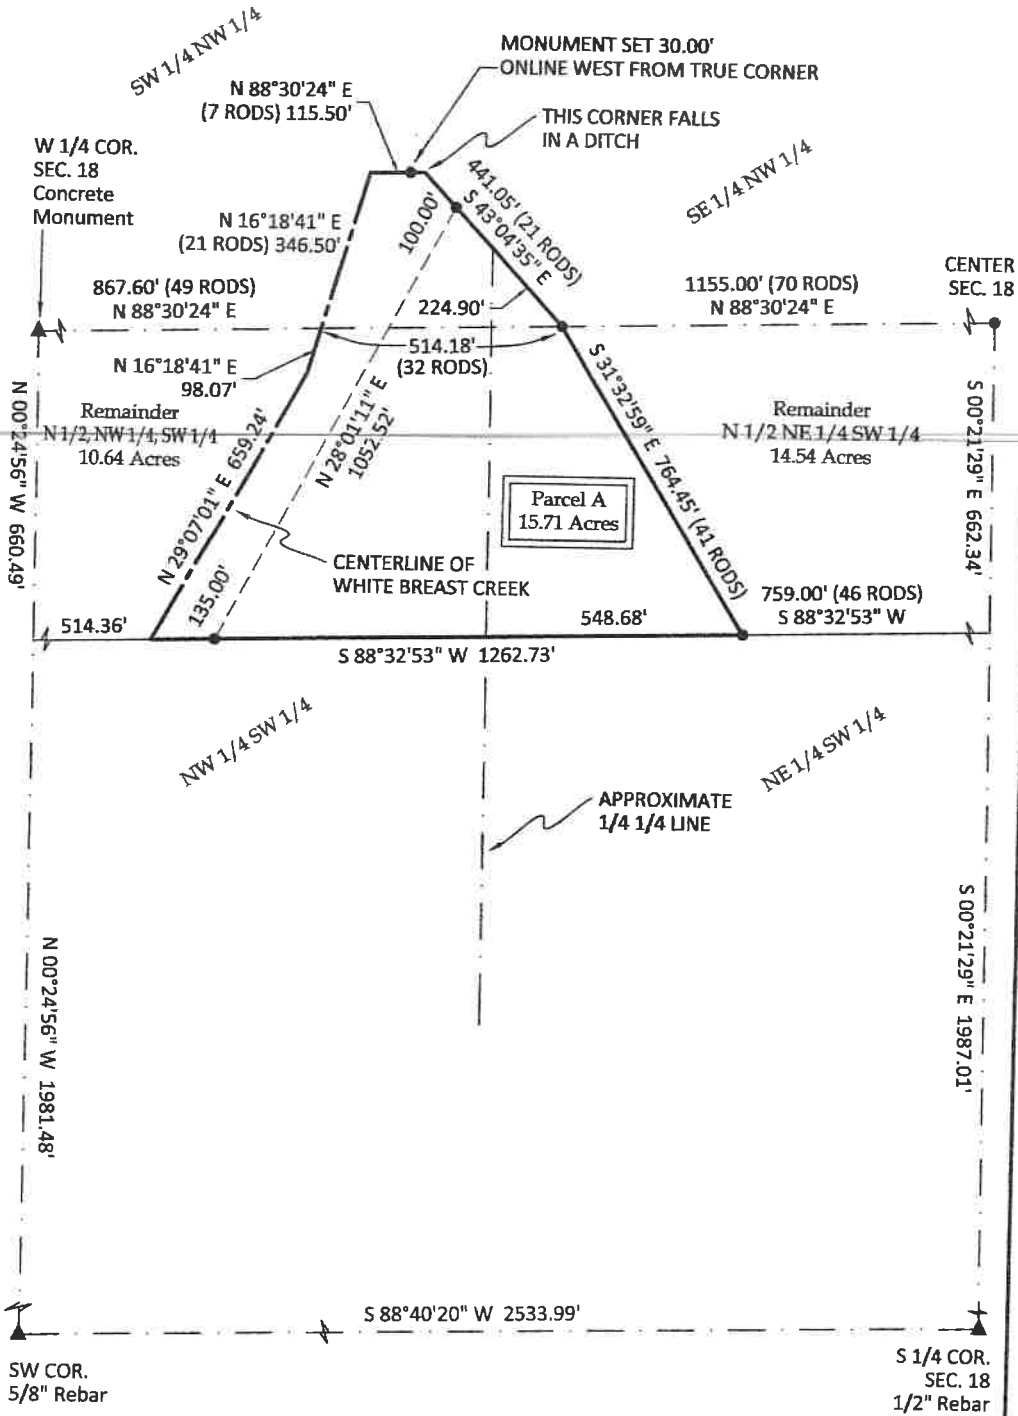 SW 1/4 NW 1/4
MONUMENT SET 30.00'
ONLINE WEST FROM TRUE CORNER
N 88°30'24" E
(7 RODS) 115.50'
THIS CORNER FALLS
IN A DITCH
W 1/4 COR.
SEC. 18
Concrete
Monument
441.05' (21 RODS)
S 43°04'35" E
SE 1/4 NW 1/4
N 16°18'41" E
(21 RODS) 346.50'
100.00'
CENTER
SEC. 18
867.60' (49 RODS)
N 88°30'24" E
1155.00' (70 RODS)
N 88°30'24" E
224.90'
514.18'
(32 RODS)
N 16°18'41" E
98.07'
N 00°24'56" W 660.49'
Remainder
N 1/2, NW 1/4, SW 1/4
10.64 Acres
N 29°07'01" E 659.24'
N 28°01'11" E
1052.52'
S 31°32'59" E 764.45' (41 RODS)
Remainder
N 1/2 NE 1/4 SW 1/4
14.54 Acres
S 00°21'29" E 662.34'
Parcel A
15.71 Acres
CENTERLINE OF
WHITE BREAST CREEK
135.00'
759.00' (46 RODS)
S 88°32'53" W
514.36'
548.68'
S 88°32'53" W 1262.73'
NW 1/4 SW 1/4
NE 1/4 SW 1/4
APPROXIMATE
1/4 1/4 LINE
N 00°24'56" W 1981.48'
S 00°21'29" E 1987.01'
S 88°40'20" W 2533.99'
SW COR.
5/8" Rebar
S 1/4 COR.
SEC. 18
1/2" Rebar